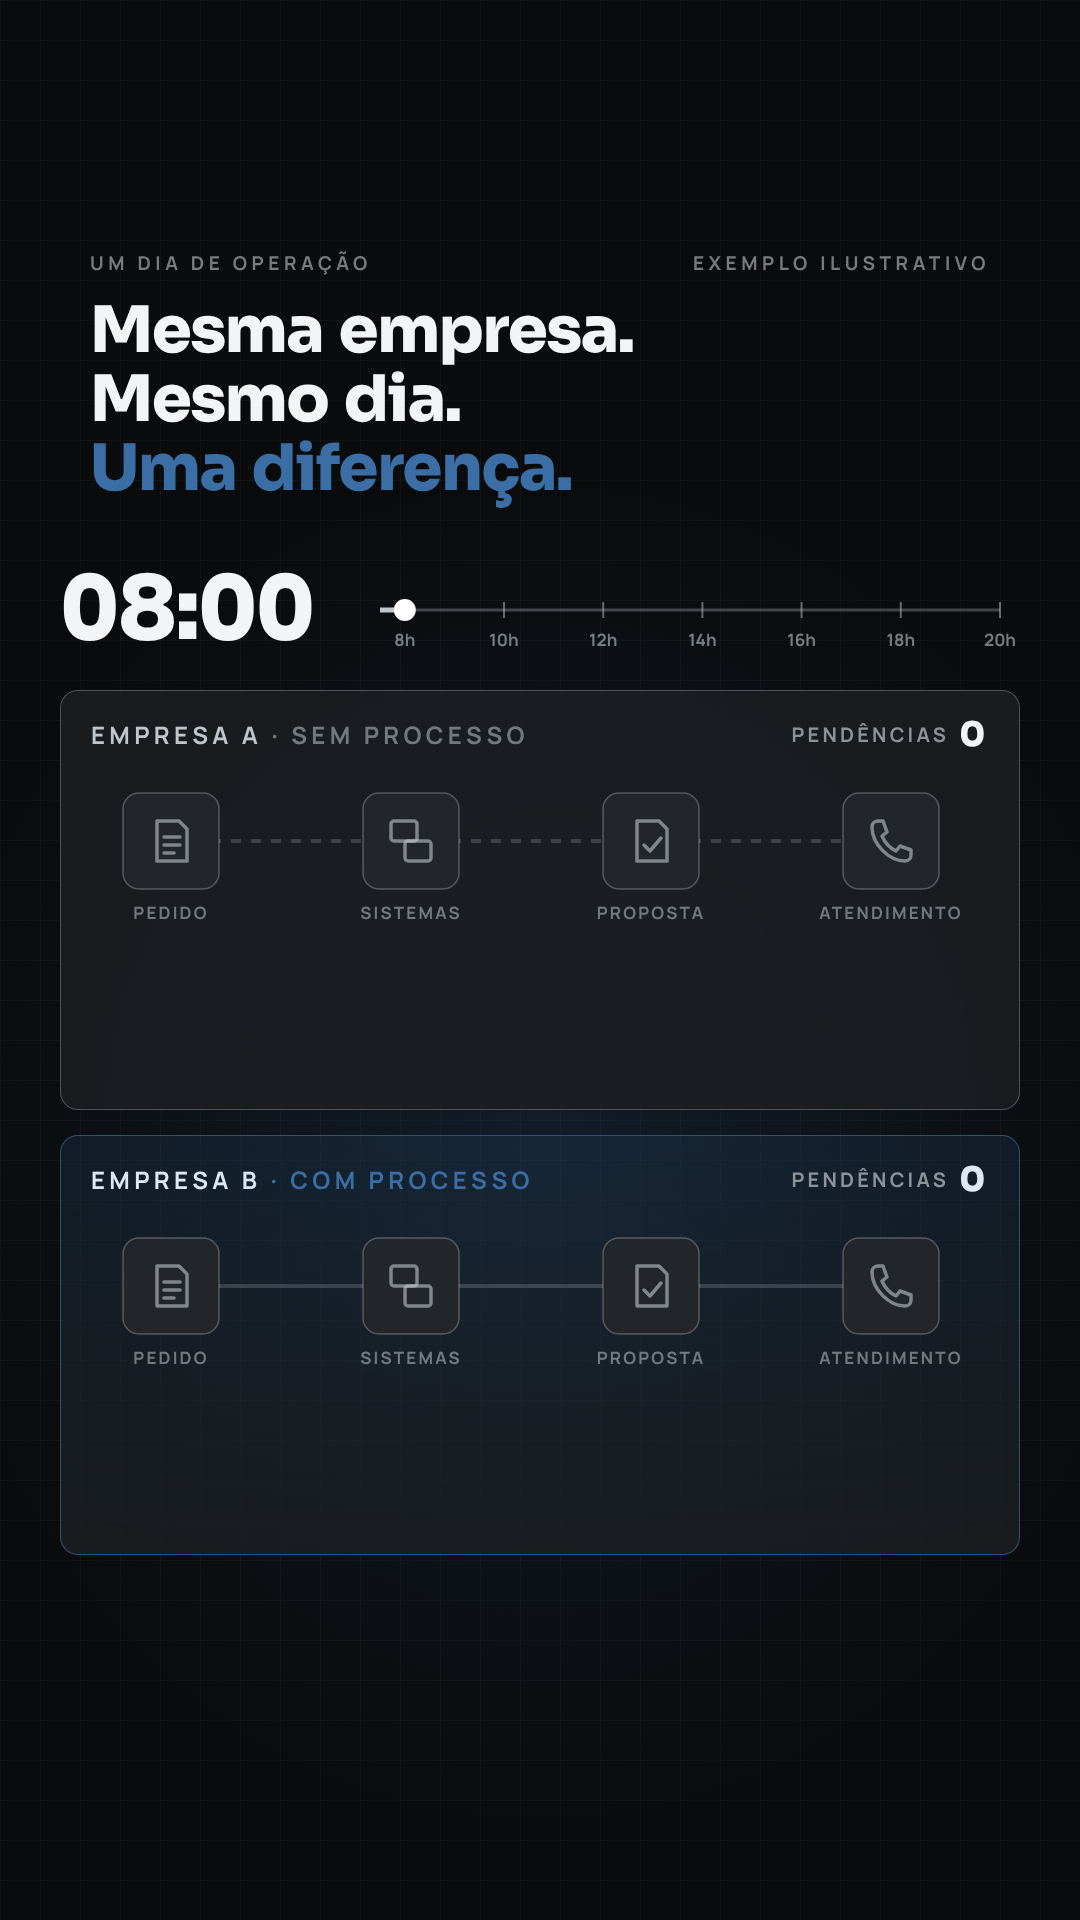 UM DIA DE OPERAÇÃO
EXEMPLO ILUSTRATIVO
Mesma empresa.
Mesmo dia.
Uma diferença.
08:00
8h 10h 12h 14h 16h 18h 20h
EMPRESA A · SEM PROCESSO
PENDÊNCIAS 0
PEDIDO SISTEMAS PROPOSTA ATENDIMENTO
EMPRESA B · COM PROCESSO
PENDÊNCIAS 0
PEDIDO SISTEMAS PROPOSTA ATENDIMENTO